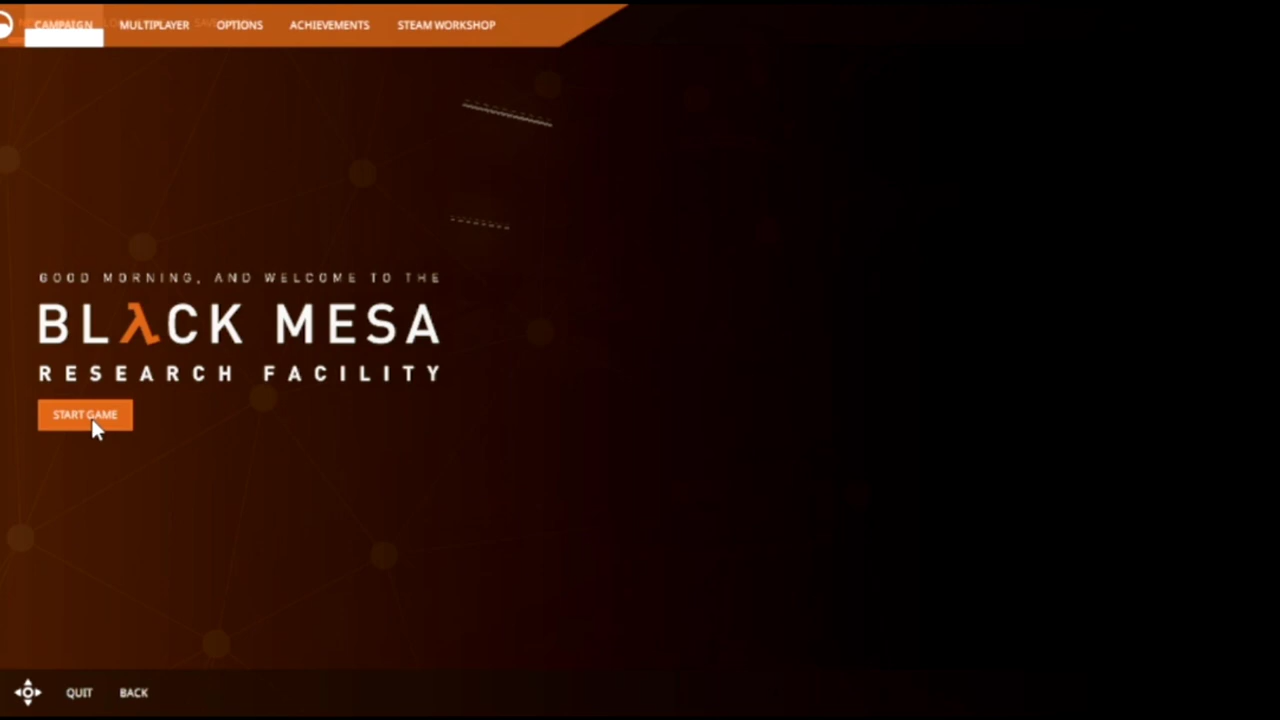 CAMPAIGN MULTIPLAYER OPTIONS ACHIEVEMENTS STEAM WORKSHOP
GOOD MORNING, AND WELCOME TO THE
BLλCK MESA
RESEARCH FACILITY
START GAME
QUIT BACK